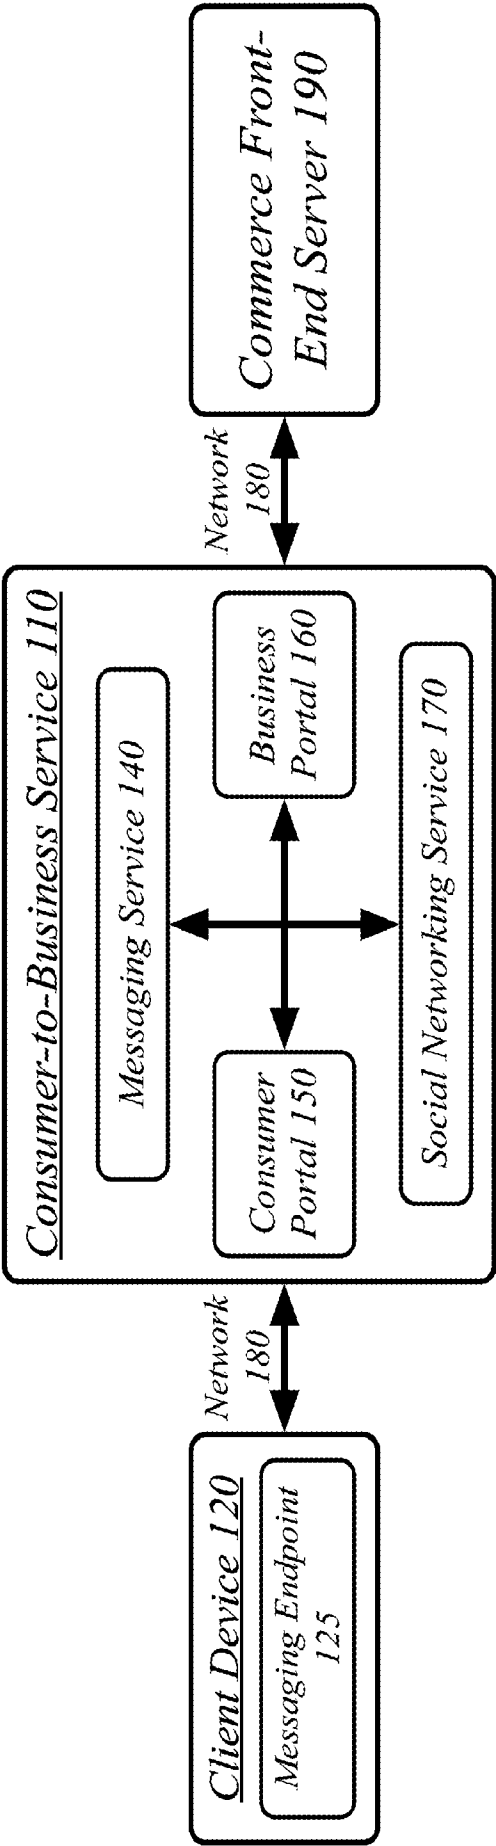 Client Device 120
Messaging Endpoint
125
Network
180
Consumer-to-Business Service 110
Messaging Service 140
Consumer
Portal 150
Business
Portal 160
Social Networking Service 170
Network
180
Commerce Front-
End Server 190